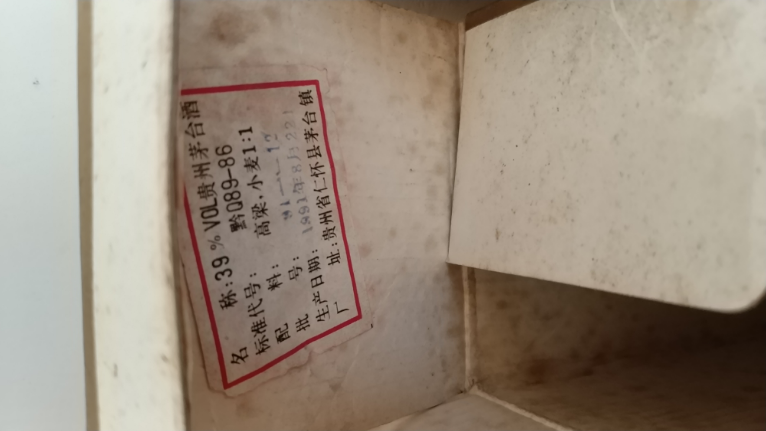 名 称:39%VOL贵州茅台酒
标准代号: 黔Q89-86
配 料: 高粱,小麦1:1
批 号: 91-
生产日期: 1991年8月22
厂 址:贵州省仁怀县茅台镇